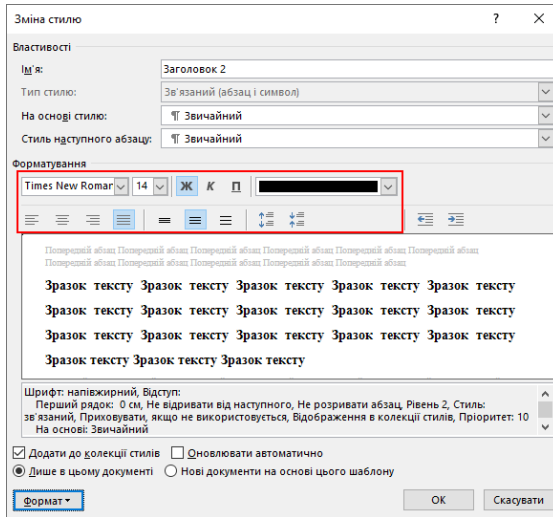 Зміна стилю ? ×
Властивості
Ім'я: Заголовок 2
Тип стилю: Зв'язаний (абзац і символ)
На основі стилю: ¶ Звичайний
Стиль наступного абзацу: ¶ Звичайний
Форматування
Times New Roman 14 Ж К П
Попередній абзац Попередній абзац Попередній абзац Попередній абзац Попередній абзац Попередній абзац
Попередній абзац Попередній абзац Попередній абзац Попередній абзац Попередній абзац
Зразок тексту Зразок тексту Зразок тексту Зразок тексту Зразок тексту
Зразок тексту Зразок тексту Зразок тексту Зразок тексту Зразок тексту
Зразок тексту Зразок тексту Зразок тексту Зразок тексту Зразок тексту
Зразок тексту Зразок тексту Зразок тексту
Шрифт: напівжирний, Відступ:
Перший рядок: 0 см, Не відривати від наступного, Не розривати абзац, Рівень 2, Стиль:
зв'язаний, Приховувати, якщо не використовується, Відображення в колекції стилів, Пріоритет: 10
На основі: Звичайний
Додати до колекції стилів Оновлювати автоматично
Лише в цьому документі Нові документи на основі цього шаблону
Формат ОК Скасувати